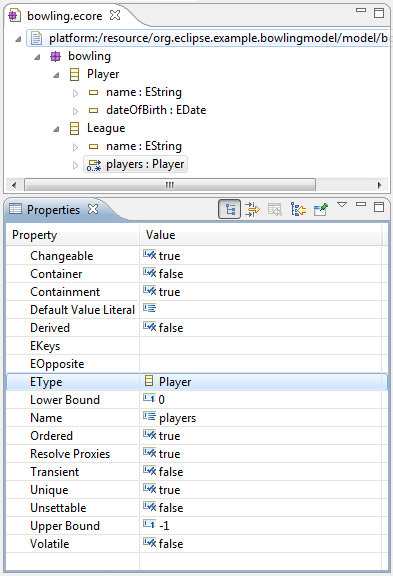 bowling.ecore
platform:/resource/org.eclipse.example.bowlingmodel/model/b
bowling
Player
name : EString
dateOfBirth : EDate
League
name : EString
0..* players : Player
Properties
Property Value
Changeable true
Container false
Containment true
Default Value Literal
Derived false
EKeys
EOpposite
EType Player
Lower Bound 0
Name players
Ordered true
Resolve Proxies true
Transient false
Unique true
Unsettable false
Upper Bound -1
Volatile false